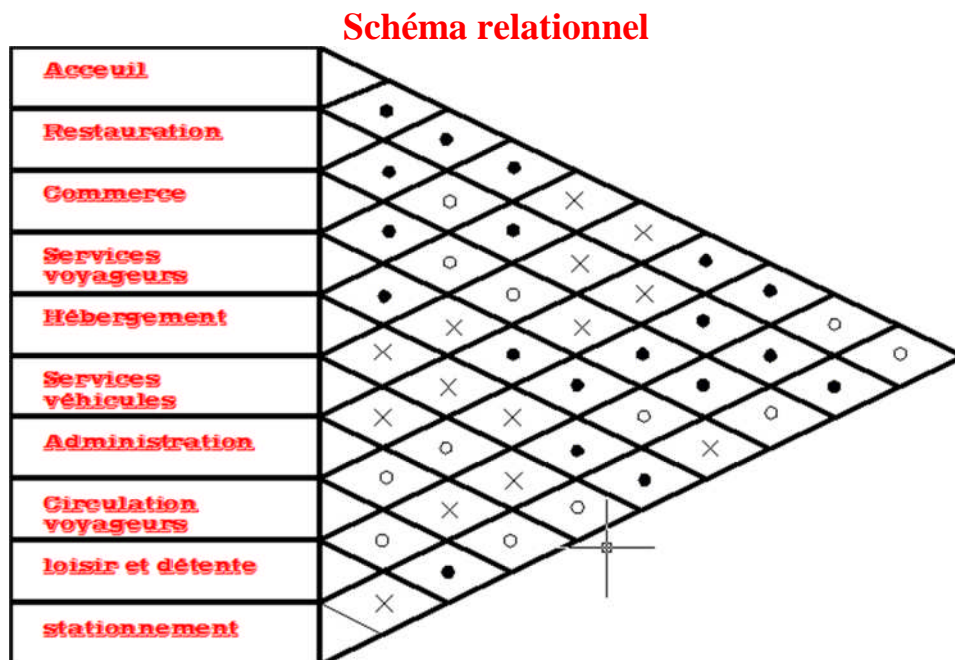 Schéma relationnel
Acceuil
Restauration
Commerce
Services
voyageurs
Hébergement
Services
véhicules
Administration
Circulation
voyageurs
loisir et détente
stationnement